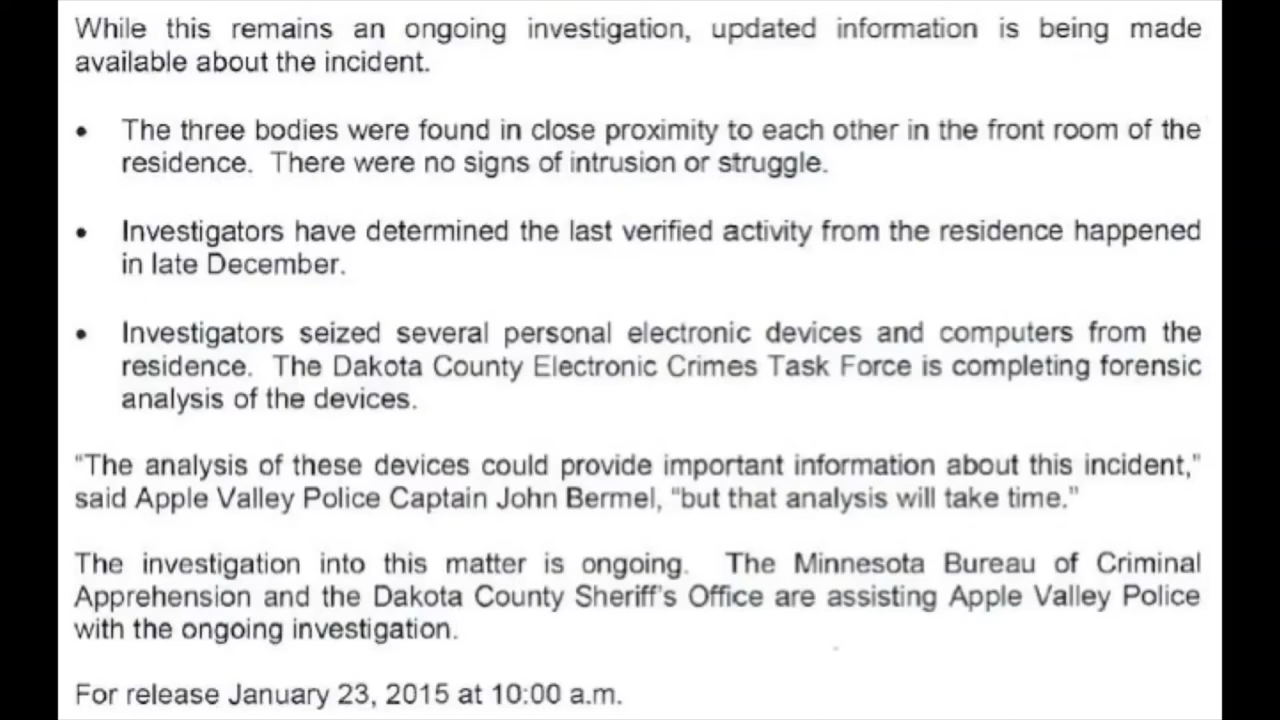 While this remains an ongoing investigation, updated information is being made
available about the incident.
• The three bodies were found in close proximity to each other in the front room of the
residence. There were no signs of intrusion or struggle.
• Investigators have determined the last verified activity from the residence happened
in late December.
• Investigators seized several personal electronic devices and computers from the
residence. The Dakota County Electronic Crimes Task Force is completing forensic
analysis of the devices.
"The analysis of these devices could provide important information about this incident,"
said Apple Valley Police Captain John Bermel, "but that analysis will take time."
The investigation into this matter is ongoing. The Minnesota Bureau of Criminal
Apprehension and the Dakota County Sheriff's Office are assisting Apple Valley Police
with the ongoing investigation.
For release January 23, 2015 at 10:00 a.m.